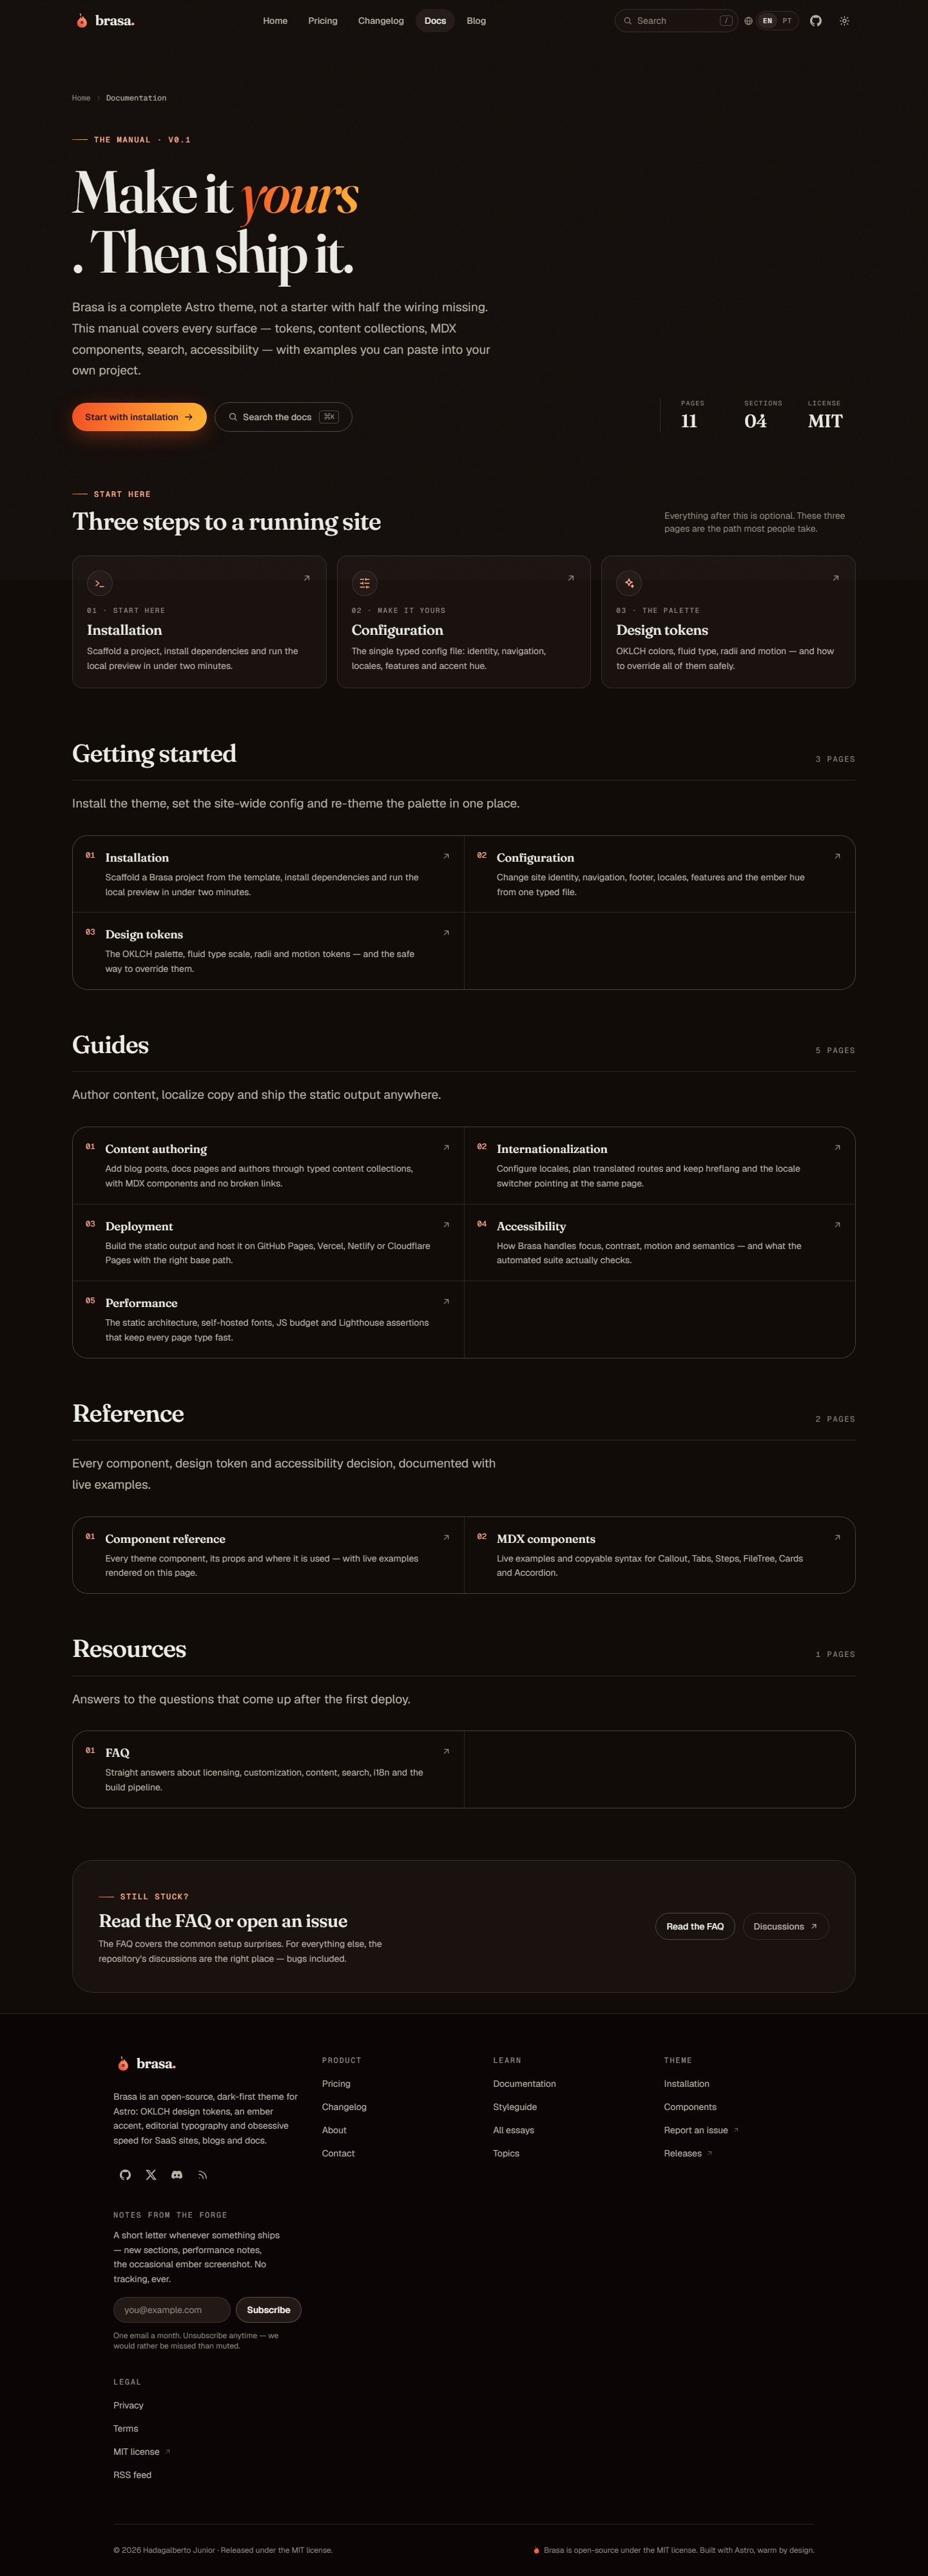 brasa.
Home Pricing Changelog Docs Blog
Search / EN PT
Home › Documentation
THE MANUAL · V0.1
Make it yours
. Then ship it.
Brasa is a complete Astro theme, not a starter with half the wiring missing.
This manual covers every surface — tokens, content collections, MDX
components, search, accessibility — with examples you can paste into your
own project.
Start with installation →
Search the docs ⌘K
PAGES SECTIONS LICENSE
11 04 MIT
START HERE
Three steps to a running site
Everything after this is optional. These three
pages are the path most people take.
01 · START HERE
Installation
Scaffold a project, install dependencies and run the
local preview in under two minutes.
02 · MAKE IT YOURS
Configuration
The single typed config file: identity, navigation,
locales, features and accent hue.
03 · THE PALETTE
Design tokens
OKLCH colors, fluid type, radii and motion — and how
to override all of them safely.
Getting started
3 PAGES
Install the theme, set the site-wide config and re-theme the palette in one place.
01 Installation
Scaffold a Brasa project from the template, install dependencies and run the
local preview in under two minutes.
02 Configuration
Change site identity, navigation, footer, locales, features and the ember hue
from one typed file.
03 Design tokens
The OKLCH palette, fluid type scale, radii and motion tokens — and the safe
way to override them.
Guides
5 PAGES
Author content, localize copy and ship the static output anywhere.
01 Content authoring
Add blog posts, docs pages and authors through typed content collections,
with MDX components and no broken links.
02 Internationalization
Configure locales, plan translated routes and keep hreflang and the locale
switcher pointing at the same page.
03 Deployment
Build the static output and host it on GitHub Pages, Vercel, Netlify or Cloudflare
Pages with the right base path.
04 Accessibility
How Brasa handles focus, contrast, motion and semantics — and what the
automated suite actually checks.
05 Performance
The static architecture, self-hosted fonts, JS budget and Lighthouse assertions
that keep every page type fast.
Reference
2 PAGES
Every component, design token and accessibility decision, documented with
live examples.
01 Component reference
Every theme component, its props and where it is used — with live examples
rendered on this page.
02 MDX components
Live examples and copyable syntax for Callout, Tabs, Steps, FileTree, Cards
and Accordion.
Resources
1 PAGES
Answers to the questions that come up after the first deploy.
01 FAQ
Straight answers about licensing, customization, content, search, i18n and the
build pipeline.
STILL STUCK?
Read the FAQ or open an issue
The FAQ covers the common setup surprises. For everything else, the
repository's discussions are the right place — bugs included.
Read the FAQ
Discussions
brasa.
Brasa is an open-source, dark-first theme for
Astro: OKLCH design tokens, an ember
accent, editorial typography and obsessive
speed for SaaS sites, blogs and docs.
PRODUCT
Pricing
Changelog
About
Contact
LEARN
Documentation
Styleguide
All essays
Topics
THEME
Installation
Components
Report an issue
Releases
NOTES FROM THE FORGE
A short letter whenever something ships
— new sections, performance notes,
the occasional ember screenshot. No
tracking, ever.
you@example.com Subscribe
One email a month. Unsubscribe anytime — we
would rather be missed than muted.
LEGAL
Privacy
Terms
MIT license
RSS feed
© 2026 Hadagalberto Junior · Released under the MIT license.
Brasa is open-source under the MIT license. Built with Astro, warm by design.